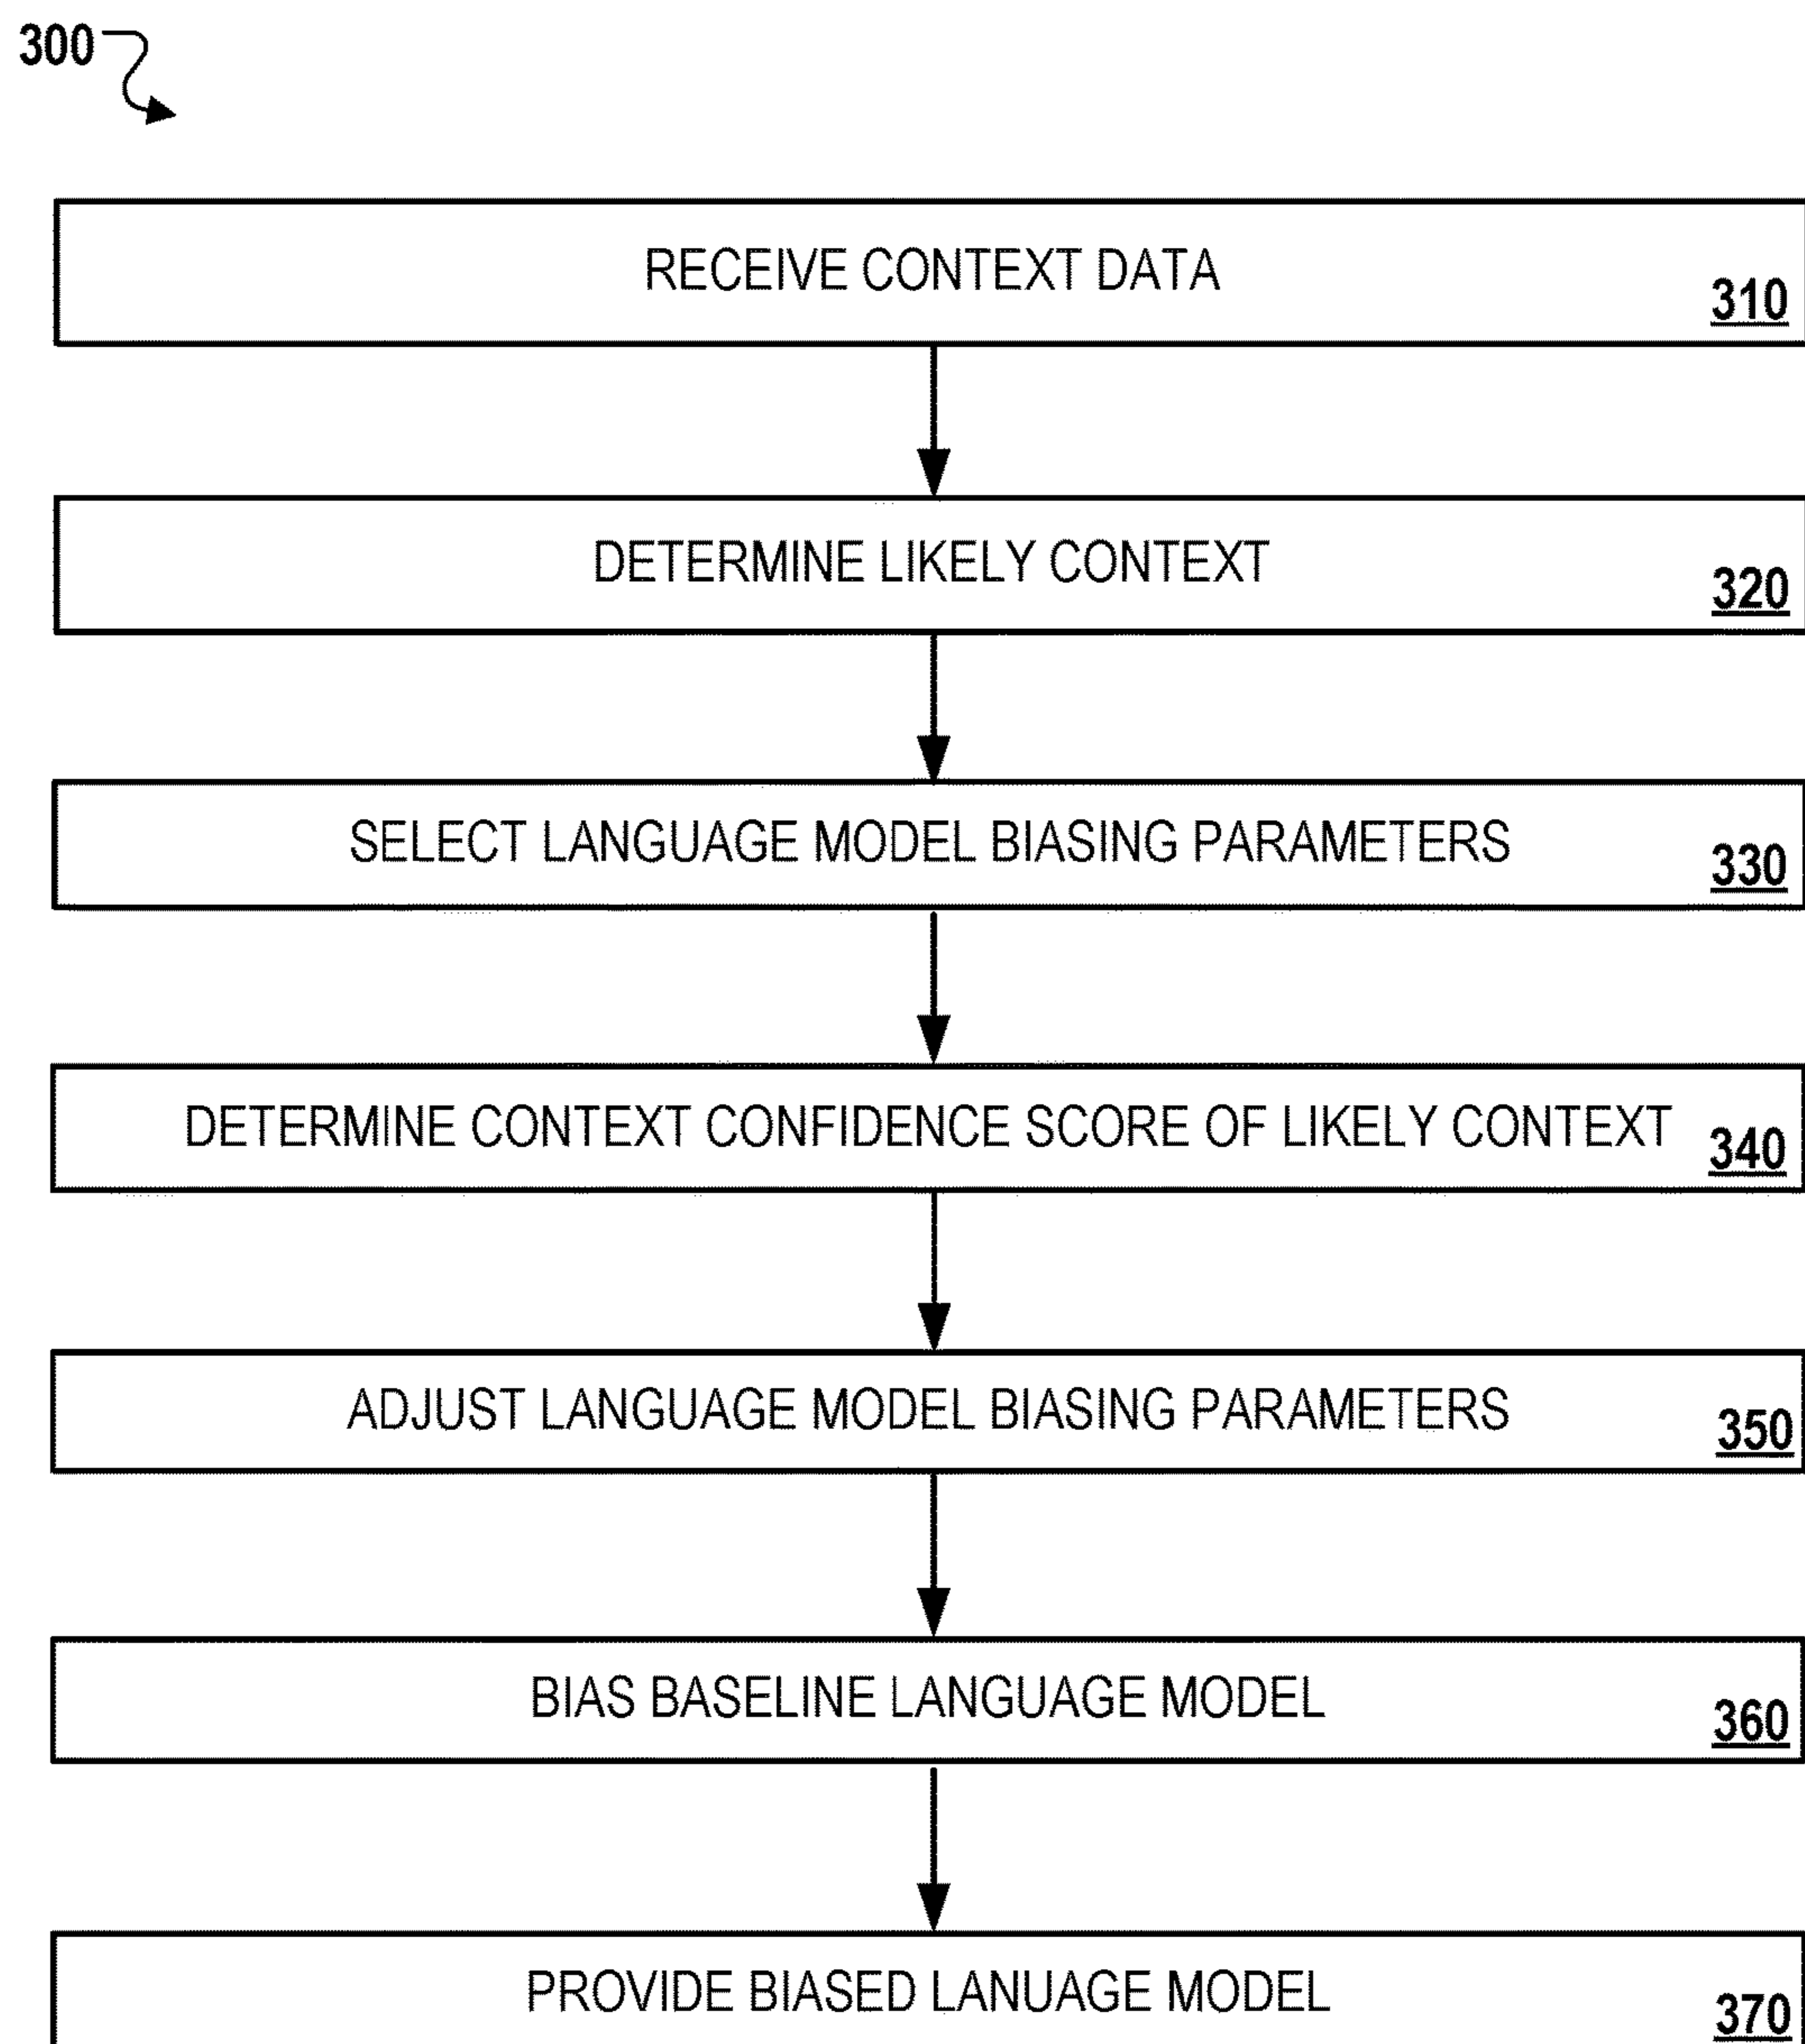 300
RECEIVE CONTEXT DATA
310
DETERMINE LIKELY CONTEXT
320
SELECT LANGUAGE MODEL BIASING PARAMETERS
330
DETERMINE CONTEXT CONFIDENCE SCORE OF LIKELY CONTEXT
340
ADJUST LANGUAGE MODEL BIASING PARAMETERS
350
BIAS BASELINE LANGUAGE MODEL
360
PROVIDE BIASED LANUAGE MODEL
370